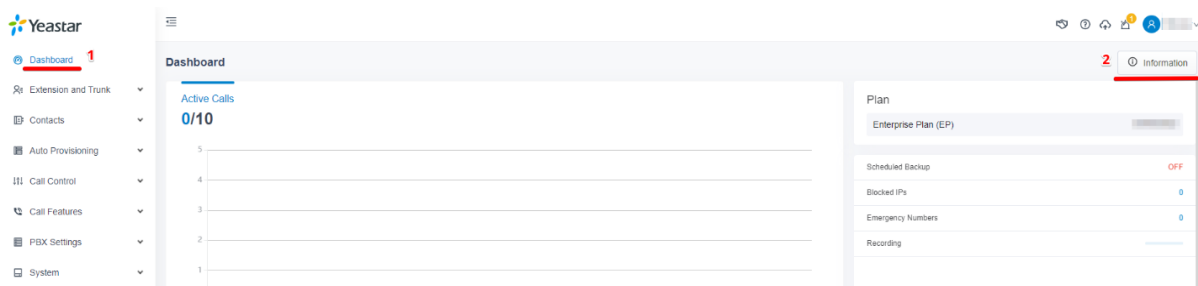 Yeastar
1
A
Dashboard 1
Extension and Trunk
Contacts
Auto Provisioning
Call Control
Call Features
PBX Settings
System
Dashboard
2 Information
Active Calls
0/10
5
4
3
2
1
Plan
Enterprise Plan (EP)
Scheduled Backup OFF
Blocked IPs 0
Emergency Numbers 0
Recording